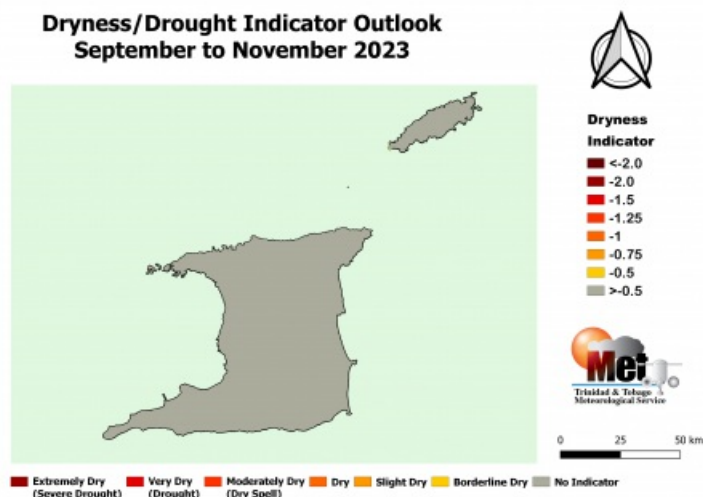 Dryness/Drought Indicator Outlook
September to November 2023
Dryness
Indicator
<-2.0
-2.0
-1.5
-1.25
-1
-0.75
-0.5
>-0.5
Met
Trinidad & Tobago
Meteorological Service
0 25 50 km
Extremely Dry Very Dry Moderately Dry Dry Slight Dry Borderline Dry No Indicator
(Severe Drought) (Drought) (Dry Spell)